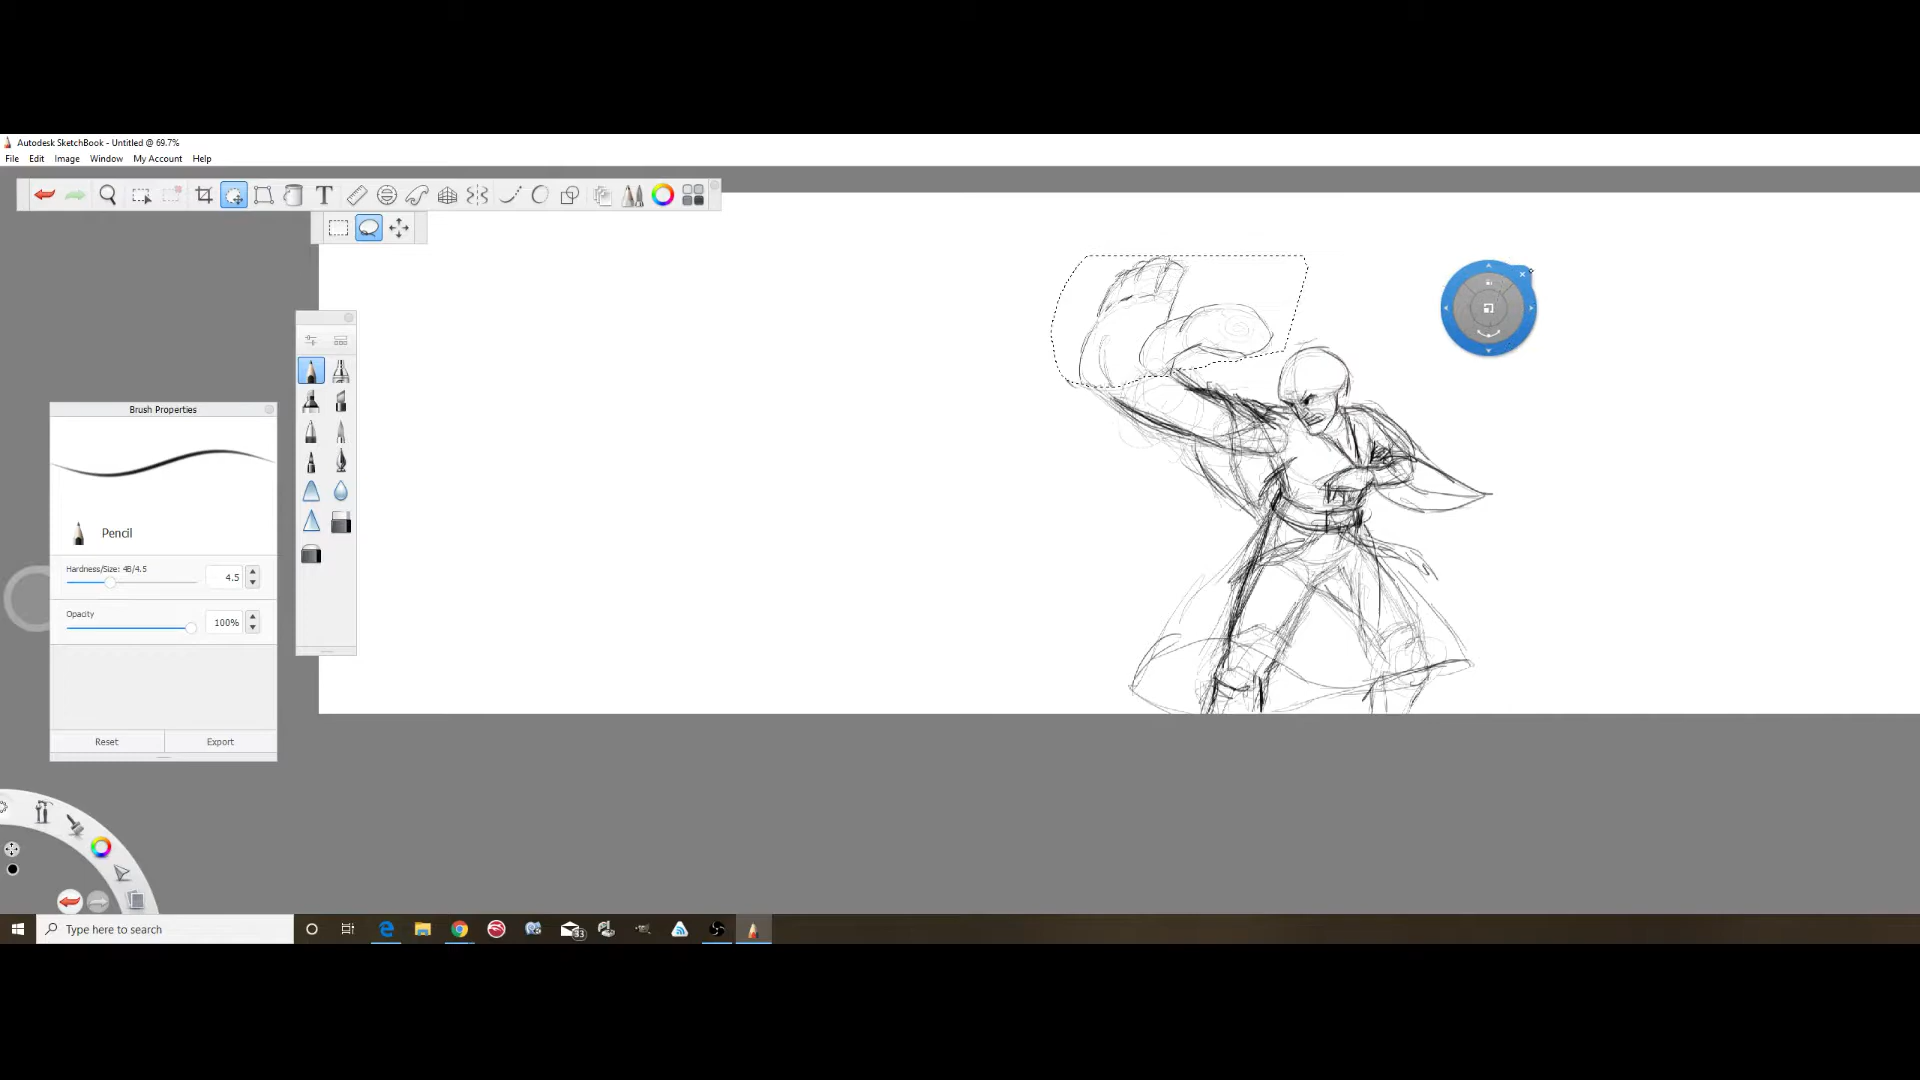 Autodesk SketchBook - Untitled @ 69.7%
File Edit Image Window My Account Help
T
Brush Properties
Pencil
Hardness/Size: 4B/4.5
4.5
Opacity
100%
Reset Export
Type here to search
33